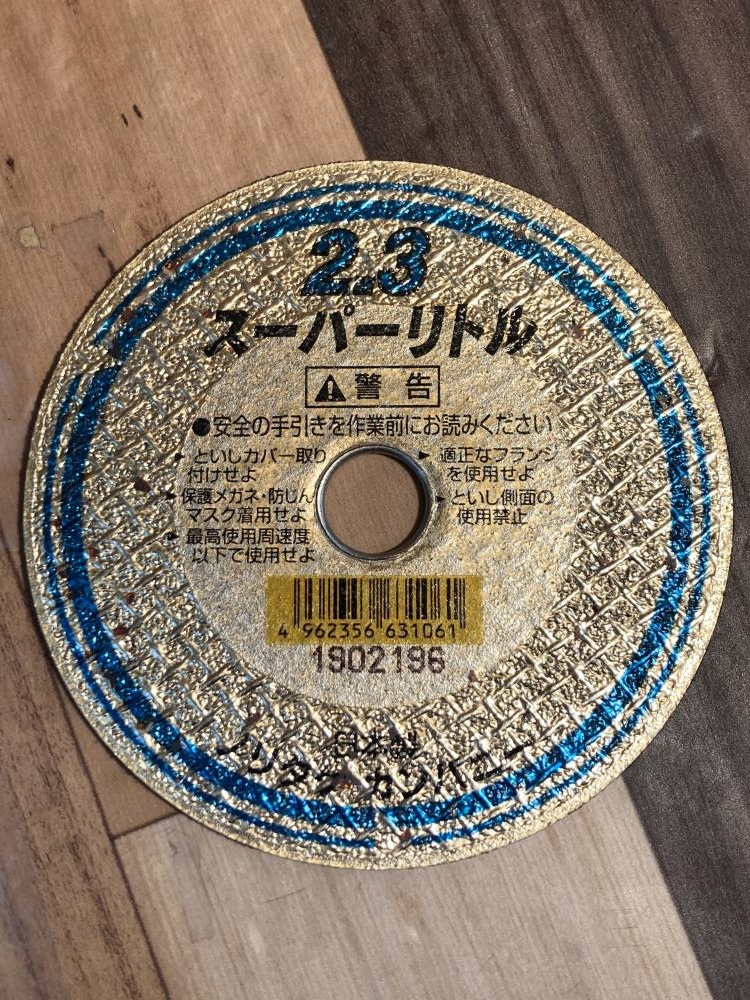 2.3
スーパーリトル
警告
●安全の手引きを作業前にお読みください
▶といしカバー取り
付けせよ
▶保護メガネ・防じん
マスク着用せよ
▶最高使用周速度
以下で使用せよ
▶適正なフランジ
を使用せよ
▶といし側面の
使用禁止
4 962356 631061
1902196
日本製
ノリタケ カンパニー